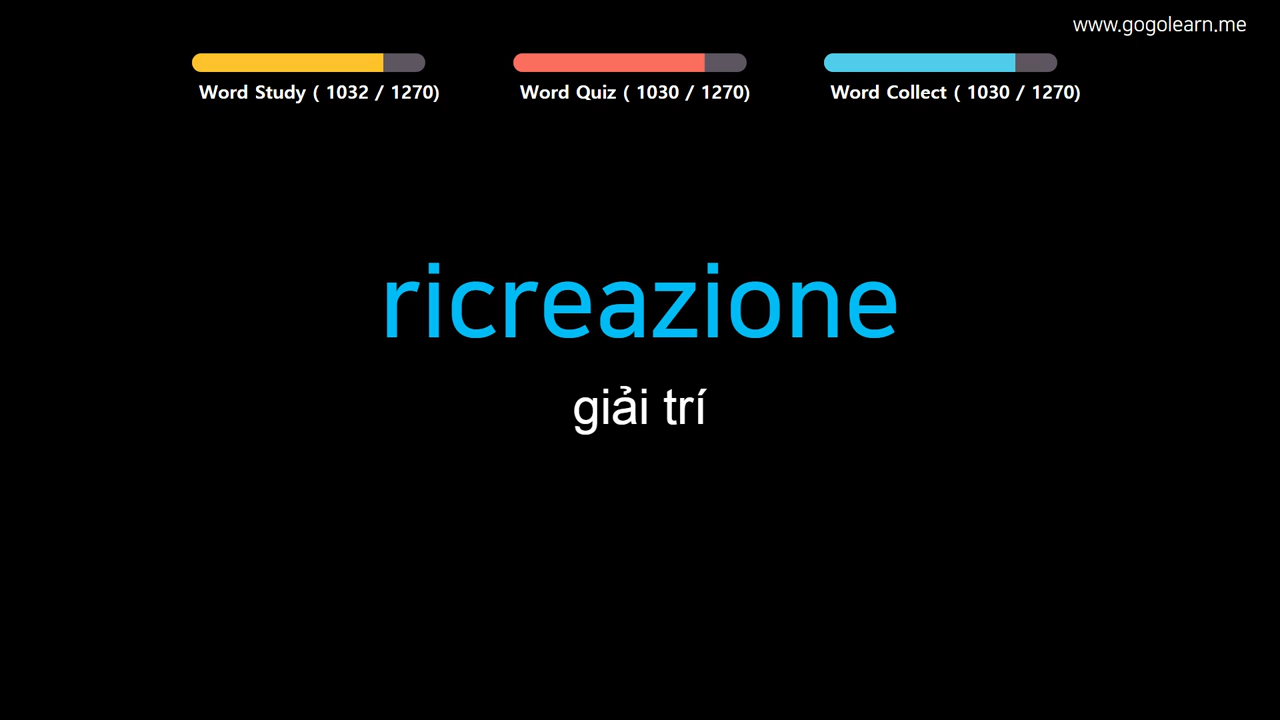 www.gogolearn.me
Word Study ( 1032 / 1270)
Word Quiz ( 1030 / 1270)
Word Collect ( 1030 / 1270)
ricreazione
giải trí